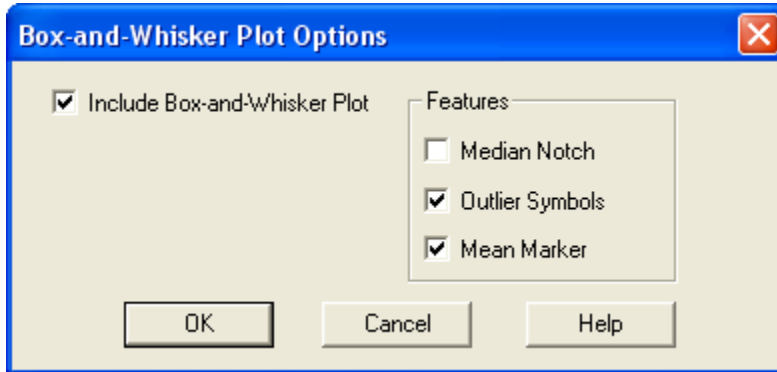 Box-and-Whisker Plot Options
Include Box-and-Whisker Plot
Features
Median Notch
Outlier Symbols
Mean Marker
OK
Cancel
Help